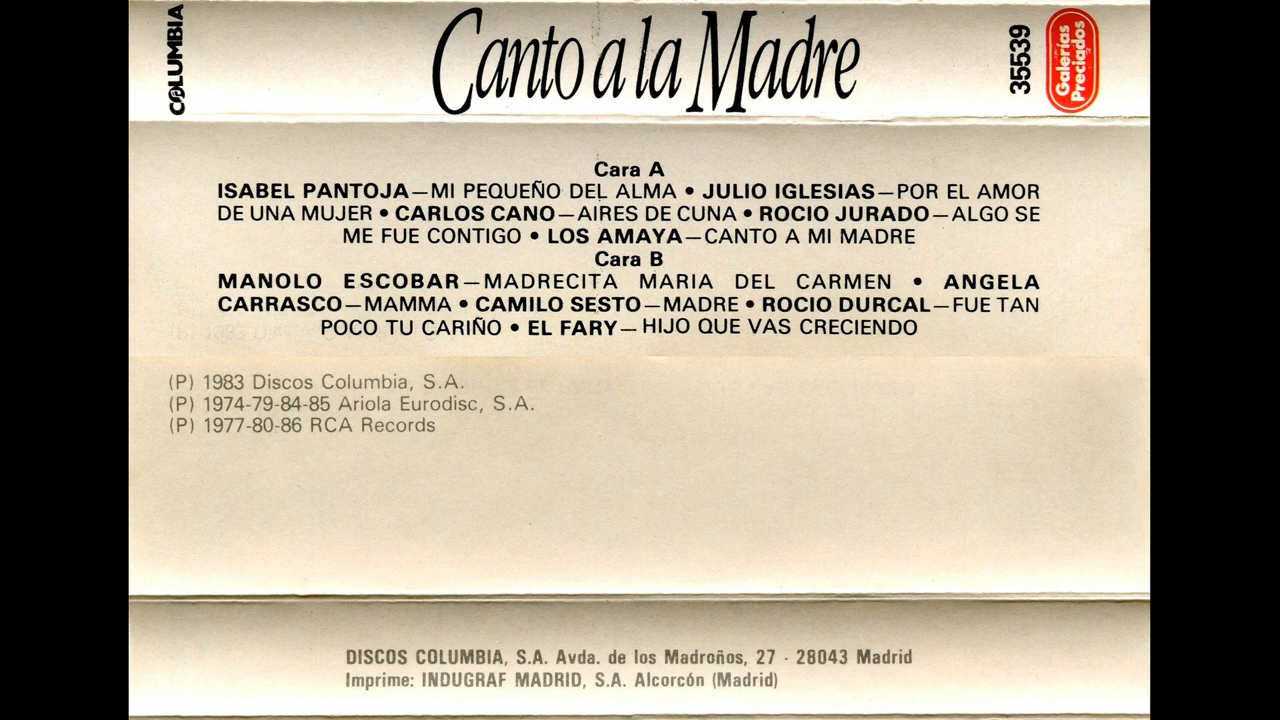 COLUMBIA
Canto a la Madre
35539
Galerías
Preciados
Cara A
ISABEL PANTOJA—MI PEQUEÑO DEL ALMA • JULIO IGLESIAS—POR EL AMOR
DE UNA MUJER • CARLOS CANO—AIRES DE CUNA • ROCIO JURADO—ALGO SE
ME FUE CONTIGO • LOS AMAYA—CANTO A MI MADRE
Cara B
MANOLO ESCOBAR—MADRECITA MARIA DEL CARMEN • ANGELA
CARRASCO—MAMMA • CAMILO SESTO—MADRE • ROCIO DURCAL—FUE TAN
POCO TU CARIÑO • EL FARY—HIJO QUE VAS CRECIENDO
(P) 1983 Discos Columbia, S.A.
(P) 1974-79-84-85 Ariola Eurodisc, S.A.
(P) 1977-80-86 RCA Records
DISCOS COLUMBIA, S.A. Avda. de los Madroños, 27 - 28043 Madrid
Imprime: INDUGRAF MADRID, S.A. Alcorcón (Madrid)